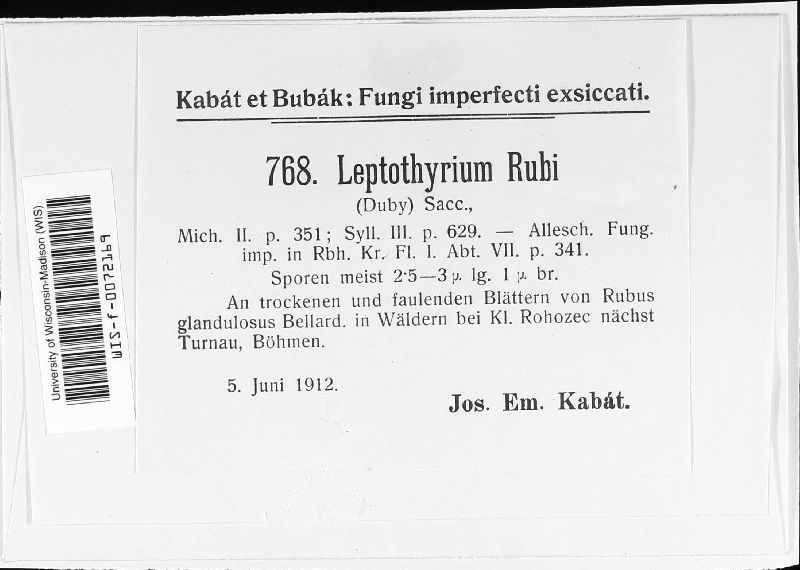 Kabát et Bubák: Fungi imperfecti exsiccati.
768. Leptothyrium Rubi
(Duby) Sacc.,
Mich. II. p. 351; Syll. III. p. 629. — Allesch. Fung.
imp. in Rbh. Kr. Fl. I. Abt. VII. p. 341.
Sporen meist 2·5—3 µ. lg. 1 µ. br.
An trockenen und faulenden Blättern von Rubus
glandulosus Bellard. in Wäldern bei Kl. Rohozec nächst
Turnau, Böhmen.
5. Juni 1912.
Jos. Em. Kabát.
University of Wisconsin-Madison (WIS)
WIS-f-0072169